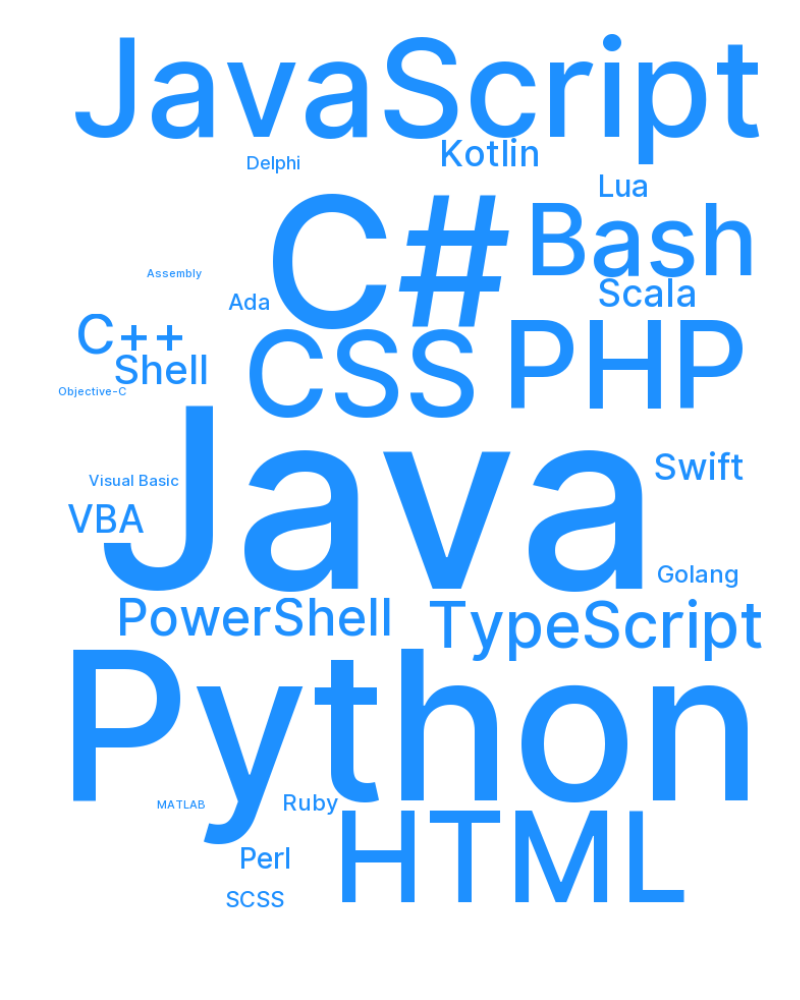 JavaScript
Kotlin
Delphi
Lua
C#
Bash
Assembly
Ada
Scala
C++
Shell
CSS
PHP
Objective-C
Java
Swift
Visual Basic
VBA
Golang
PowerShell
TypeScript
Python
MATLAB
Ruby
HTML
Perl
SCSS